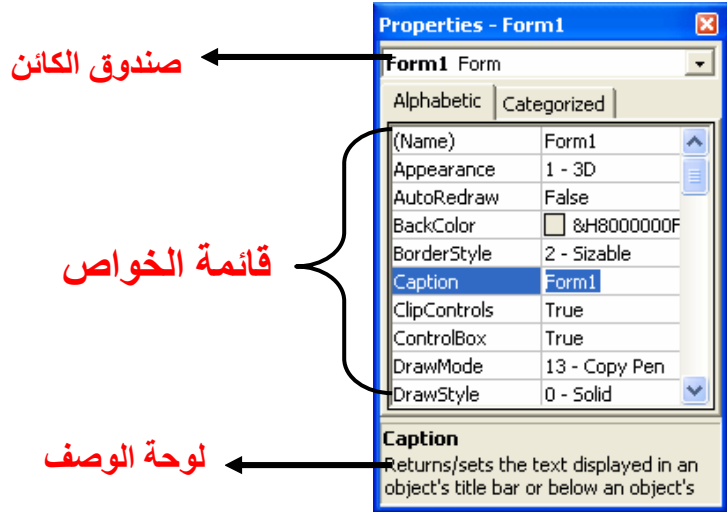 Properties - Form1
صندوق الكائن
Form1 Form
Alphabetic Categorized
(Name) Form1
Appearance 1 - 3D
AutoRedraw False
BackColor &H8000000F
BorderStyle 2 - Sizable
قائمة الخواص
Caption Form1
ClipControls True
ControlBox True
DrawMode 13 - Copy Pen
DrawStyle 0 - Solid
لوحة الوصف
Caption
Returns/sets the text displayed in an
object's title bar or below an object's